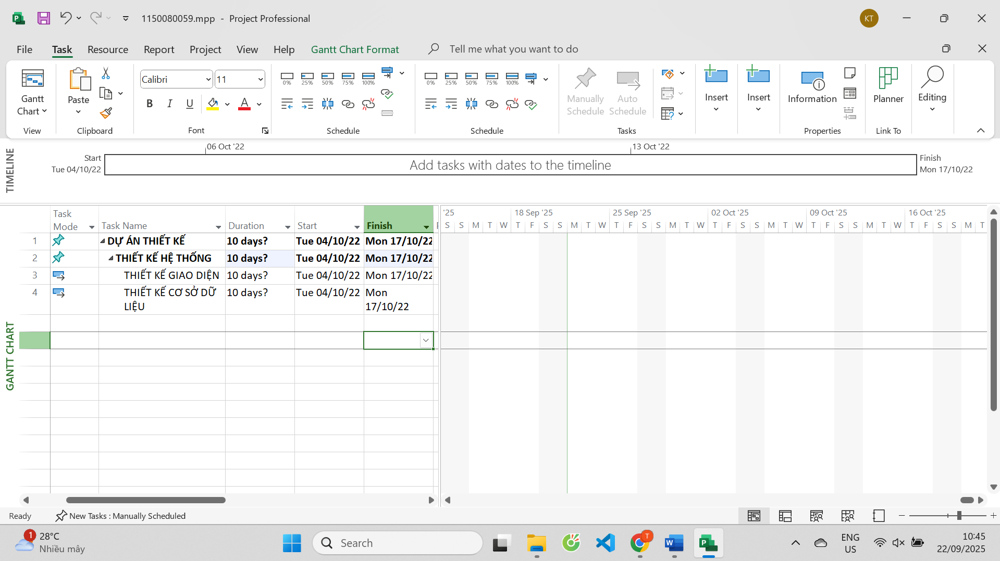 1150080059.mpp - Project Professional
KT
File Task Resource Report Project View Help Gantt Chart Format Tell me what you want to do
Gantt Chart
View
Paste
Clipboard
Calibri 11
B I U A
Font
0% 25% 50% 75% 100%
Schedule
0% 25% 50% 75% 100%
Schedule
Manually Schedule
Auto Schedule
Tasks
Insert
Insert
Information
Properties
Planner
Link To
Editing
TIMELINE
06 Oct '22 13 Oct '22
Start
Tue 04/10/22
Add tasks with dates to the timeline
Finish
Mon 17/10/22
Task Mode Task Name Duration Start Finish
'25 18 Sep '25 25 Sep '25 02 Oct '25 09 Oct '25 16 Oct '25
S S M T W T F S S M T W T F S S M T W T F S S M T W T F S S M T W T F S S M T
1 DỰ ÁN THIẾT KẾ 10 days? Tue 04/10/22 Mon 17/10/22
2 THIẾT KẾ HỆ THỐNG 10 days? Tue 04/10/22 Mon 17/10/22
3 THIẾT KẾ GIAO DIỆN 10 days? Tue 04/10/22 Mon 17/10/22
4 THIẾT KẾ CƠ SỞ DỮ 10 days? Tue 04/10/22 Mon
LIỆU 17/10/22
GANTT CHART
Ready New Tasks : Manually Scheduled
1
28°C
Nhiều mây
Search
T
ENG
US
10:45
22/09/2025